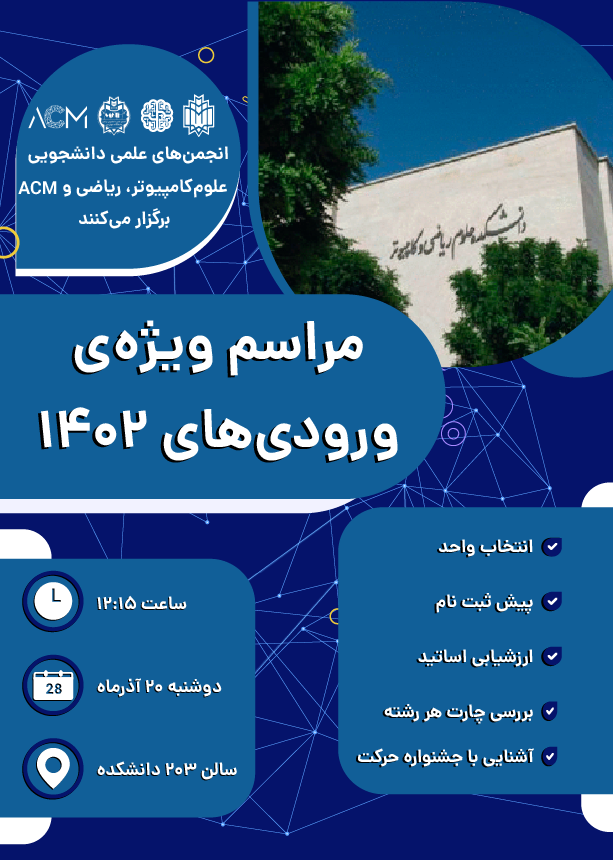 ACM
انجمن‌های علمی دانشجویی
علوم‌کامپیوتر، ریاضی و ACM
برگزار می‌کنند
دانشکده علوم ریاضی و کامپیوتر
مراسم ویژه‌ی
ورودی‌های ۱۴۰۲
انتخاب واحد
پیش ثبت نام
ارزشیابی اساتید
بررسی چارت هر رشته
آشنایی با جشنواره حرکت
ساعت ۱۲:۱۵
28
دوشنبه ۲۰ آذرماه
سالن ۲۰۳ دانشکده